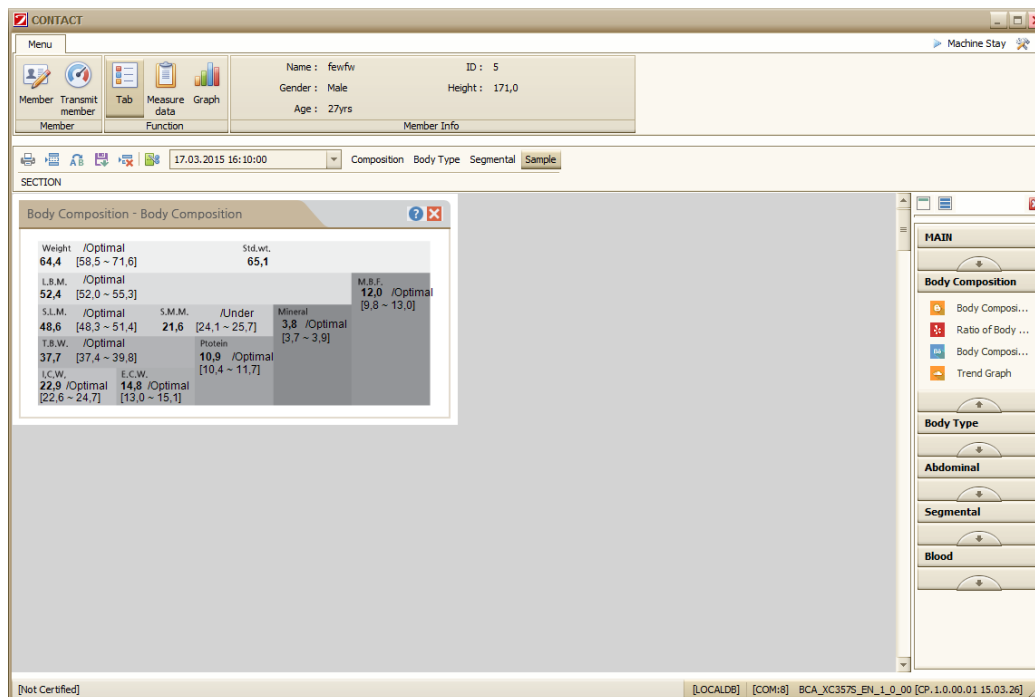 CONTACT
Menu
Machine Stay
Name : fewfw ID : 5
Gender : Male Height : 171,0
Age : 27yrs
Member Transmit member Tab Measure data Graph
Member Function Member Info
17.03.2015 16:10:00 Composition Body Type Segmental Sample
SECTION
Body Composition - Body Composition
Weight /Optimal Std.wt.
64,4 [58,5 ~ 71,6] 65,1
L.B.M. /Optimal M.B.F.
52,4 [52,0 ~ 55,3] 12,0 /Optimal
[9,8 ~ 13,0]
S.L.M. /Optimal S.M.M. /Under Mineral
48,6 [48,3 ~ 51,4] 21,6 [24,1 ~ 25,7] 3,8 /Optimal
[3,7 ~ 3,9]
T.B.W. /Optimal Ptotein
37,7 [37,4 ~ 39,8] 10,9 /Optimal
[10,4 ~ 11,7]
I,C,W, E.C.W.
22,9 /Optimal 14,8 /Optimal
[22,6 ~ 24,7] [13,0 ~ 15,1]
MAIN
Body Composition
Body Composi...
Ratio of Body ...
Body Composi...
Trend Graph
Body Type
Abdominal
Segmental
Blood
[Not Certified] [LOCALDB] [COM:8] BCA_XC357S_EN_1_0_00 [CP.1.0.00.01 15.03.26]